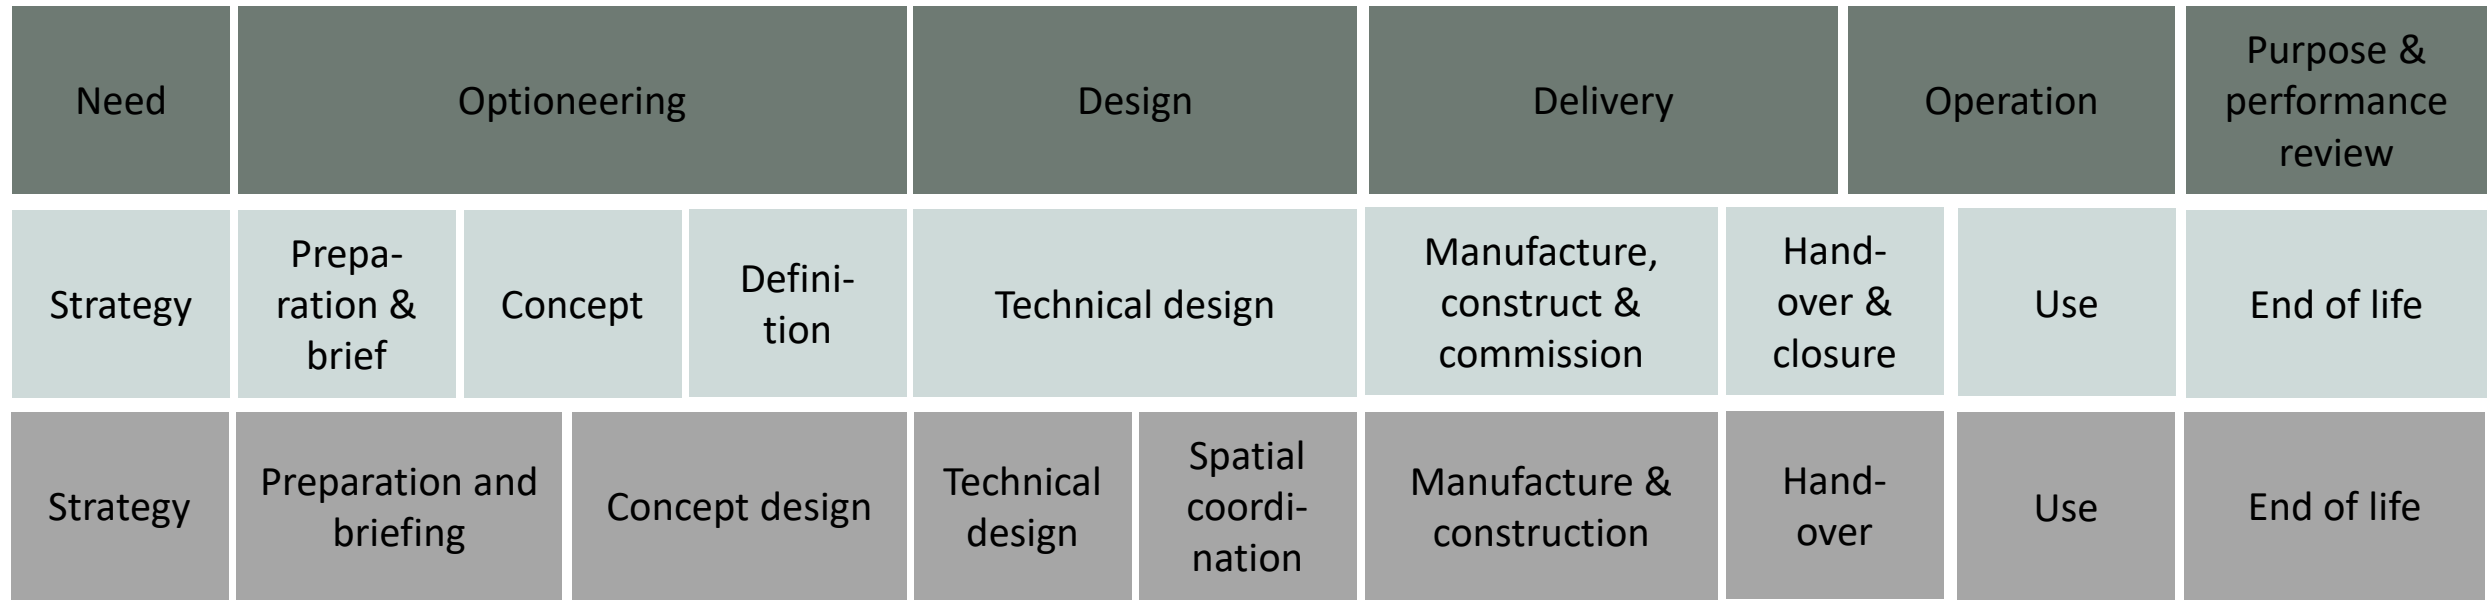 Need
Optioneering
Design
Delivery
Operation
Purpose &
performance
review
Strategy
Prepa-
ration &
brief
Concept
Defini-
tion
Technical design
Manufacture,
construct &
commission
Hand-
over &
closure
Use
End of life
Strategy
Preparation and
briefing
Concept design
Technical
design
Spatial
coordi-
nation
Manufacture &
construction
Hand-
over
Use
End of life